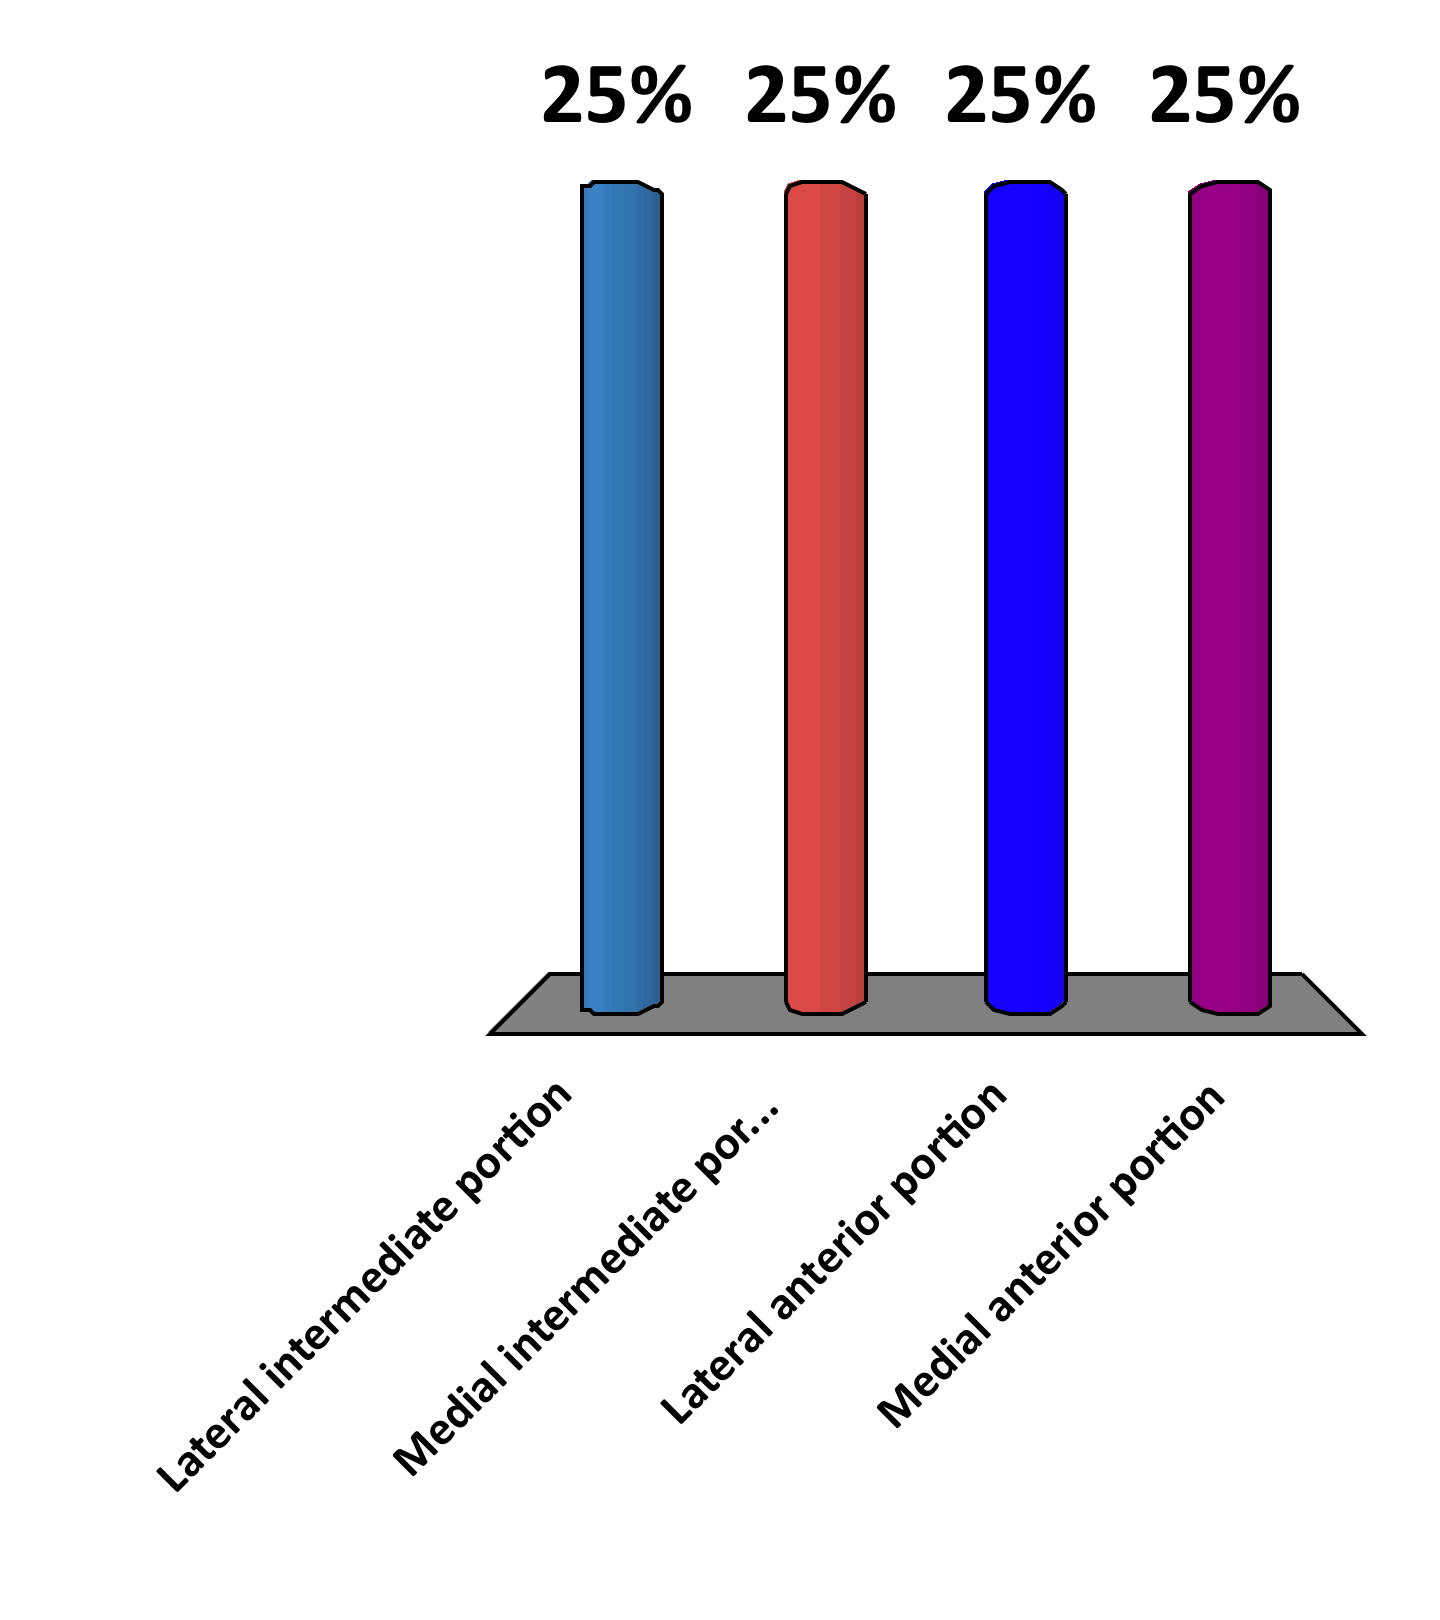 25% 25% 25% 25%
Lateral intermediate portion
Medial intermediate por...
Lateral anterior portion
Medial anterior portion